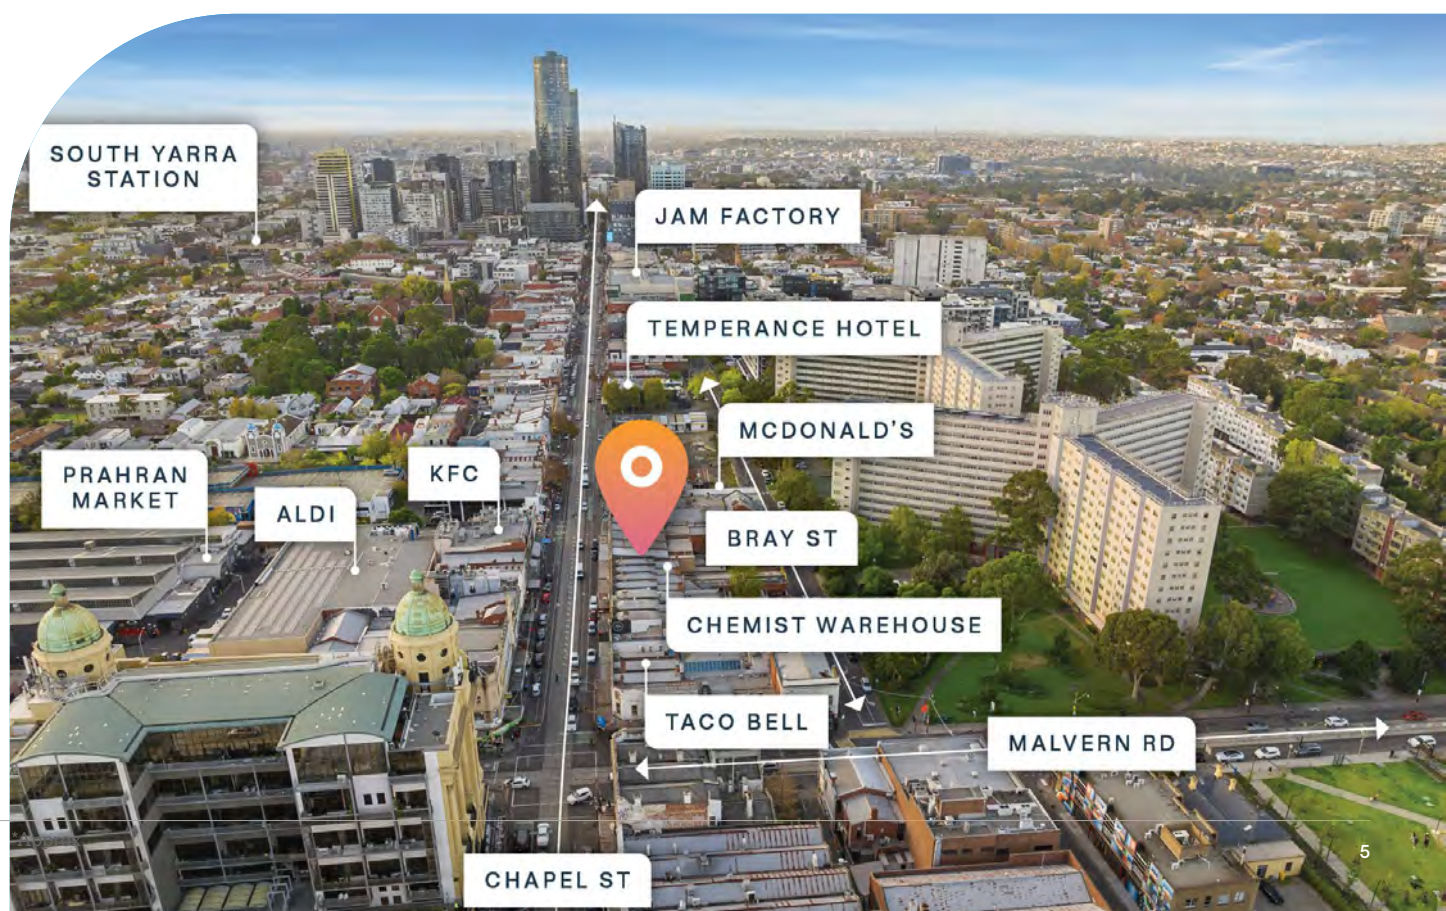 SOUTH YARRA
STATION
JAM FACTORY
TEMPERANCE HOTEL
MCDONALD'S
PRAHRAN
MARKET
ALDI
KFC
BRAY ST
CHEMIST WAREHOUSE
TACO BELL
MALVERN RD
CHAPEL ST
5